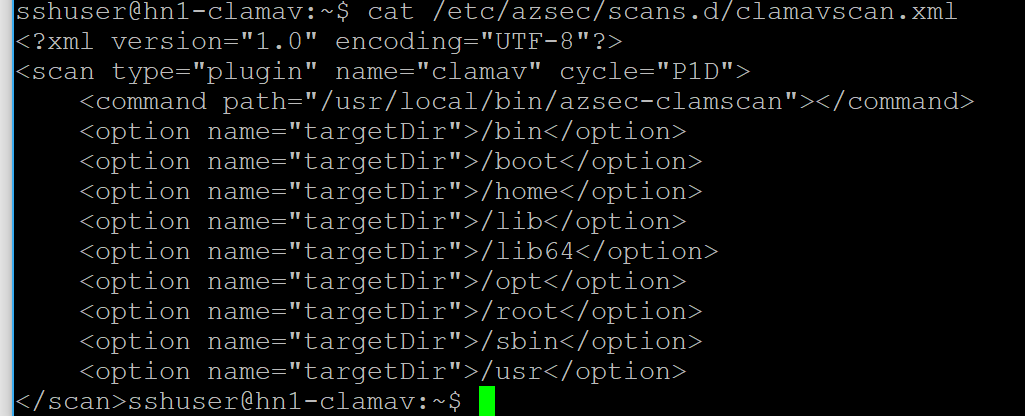 sshuser@hn1-clamav:~$ cat /etc/azsec/scans.d/clamavscan.xml
<?xml version="1.0" encoding="UTF-8"?>
<scan type="plugin" name="clamav" cycle="P1D">
    <command path="/usr/local/bin/azsec-clamscan"></command>
    <option name="targetDir">/bin</option>
    <option name="targetDir">/boot</option>
    <option name="targetDir">/home</option>
    <option name="targetDir">/lib</option>
    <option name="targetDir">/lib64</option>
    <option name="targetDir">/opt</option>
    <option name="targetDir">/root</option>
    <option name="targetDir">/sbin</option>
    <option name="targetDir">/usr</option>
</scan>sshuser@hn1-clamav:~$